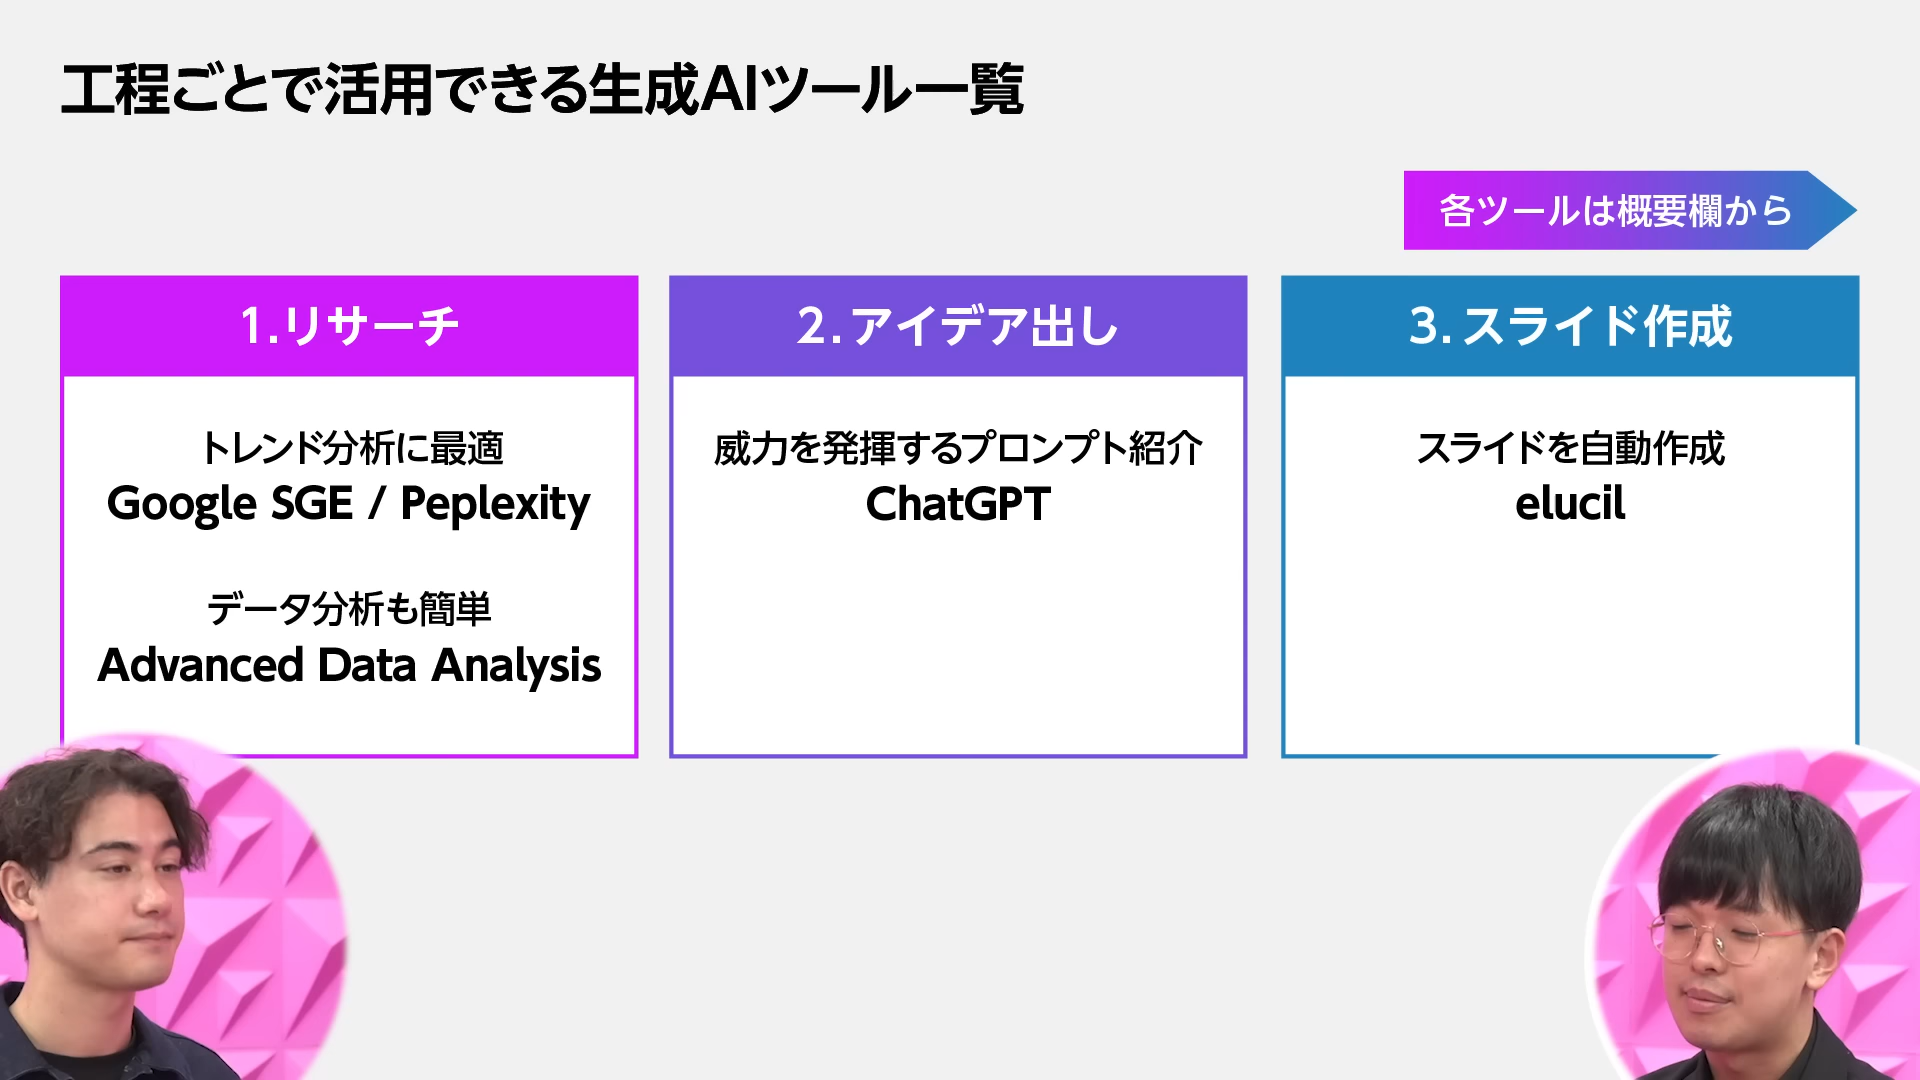 工程ごとで活用できる生成AIツール一覧
各ツールは概要欄から
1.リサーチ
トレンド分析に最適
Google SGE / Peplexity
データ分析も簡単
Advanced Data Analysis
2.アイデア出し
威力を発揮するプロンプト紹介
ChatGPT
3.スライド作成
スライドを自動作成
elucil